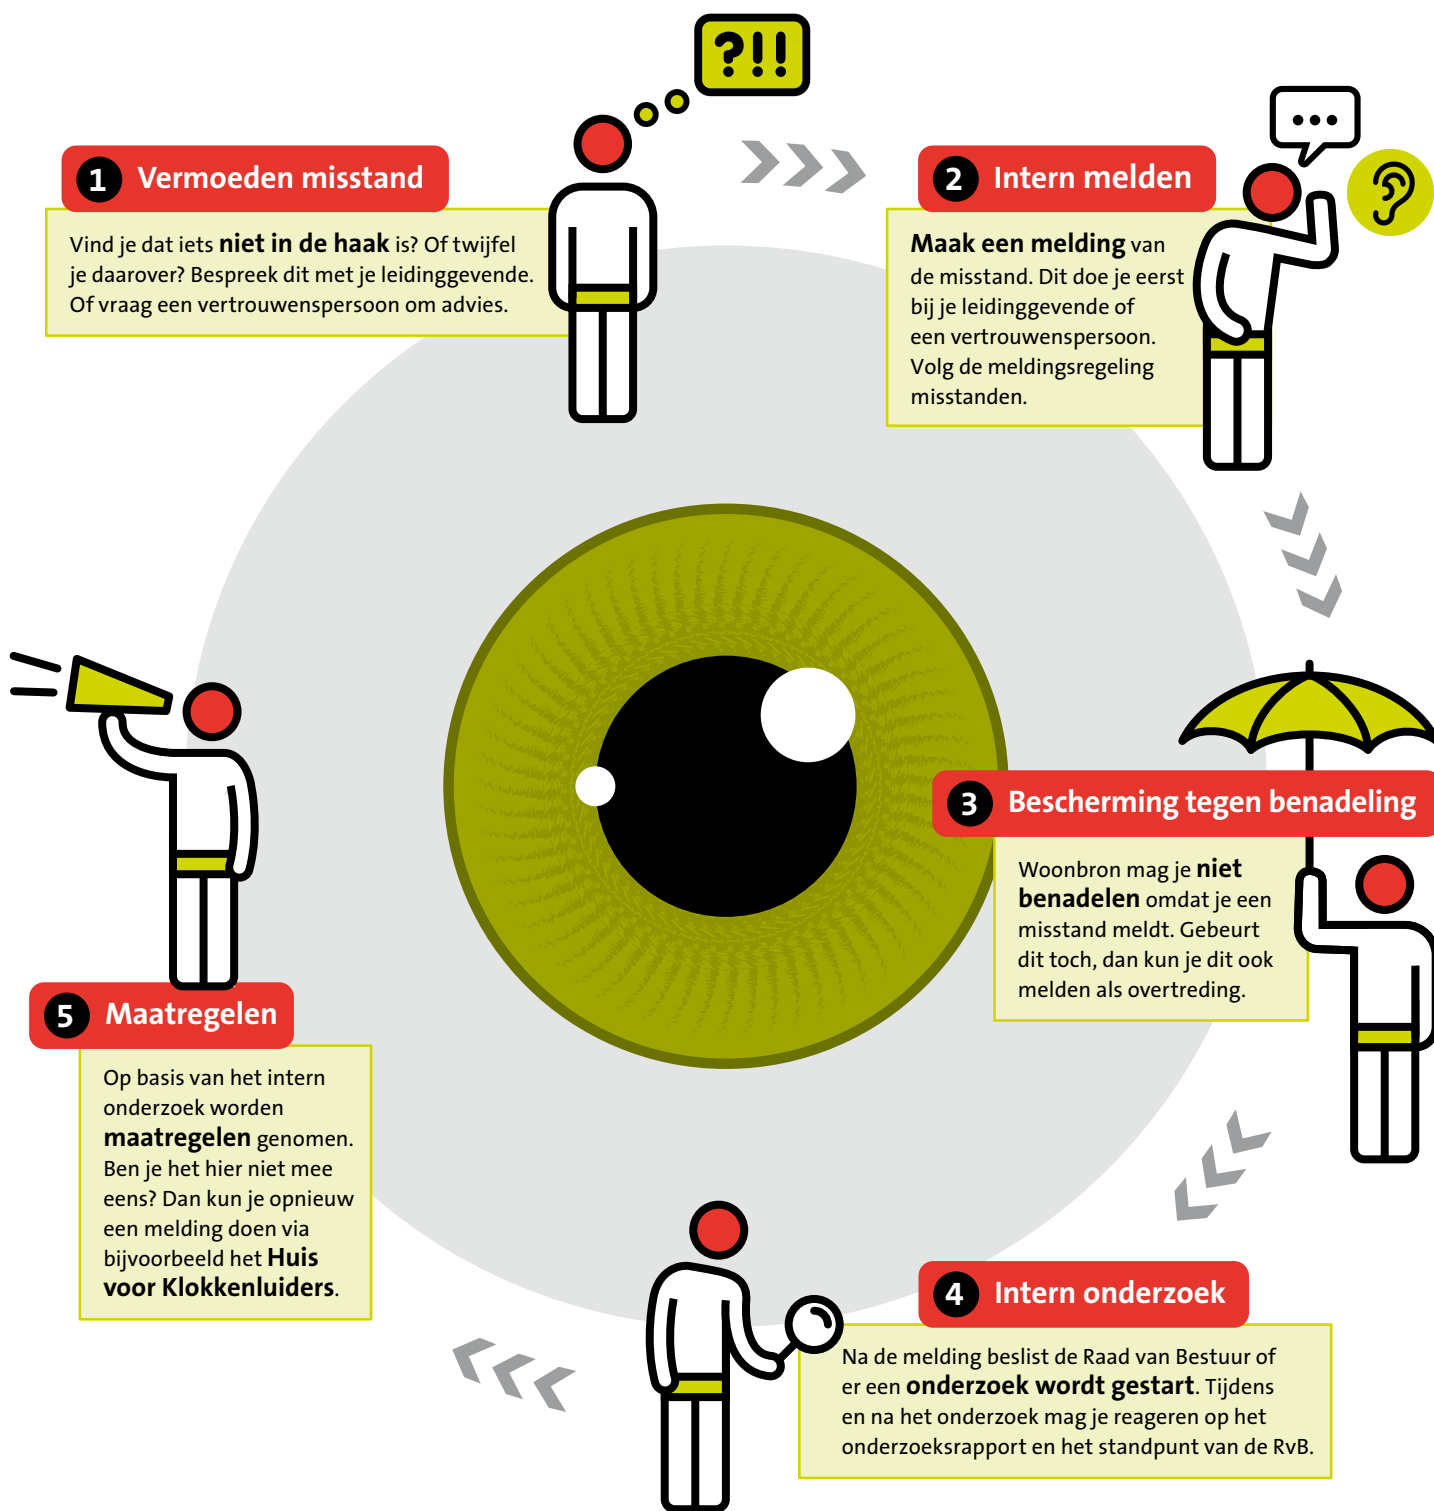 ?!!
1 Vermoeden misstand
Vind je dat iets niet in de haak is? Of twijfel
je daarover? Bespreek dit met je leidinggevende.
Of vraag een vertrouwenspersoon om advies.
2 Intern melden
Maak een melding van
de misstand. Dit doe je eerst
bij je leidinggevende of
een vertrouwenspersoon.
Volg de meldingsregeling
misstanden.
3 Bescherming tegen benadeling
Woonbron mag je niet
benadelen omdat je een
misstand meldt. Gebeurt
dit toch, dan kun je dit ook
melden als overtreding.
4 Intern onderzoek
Na de melding beslist de Raad van Bestuur of
er een onderzoek wordt gestart. Tijdens
en na het onderzoek mag je reageren op het
onderzoeksrapport en het standpunt van de RvB.
5 Maatregelen
Op basis van het intern
onderzoek worden
maatregelen genomen.
Ben je het hier niet mee
eens? Dan kun je opnieuw
een melding doen via
bijvoorbeeld het Huis
voor Klokkenluiders.